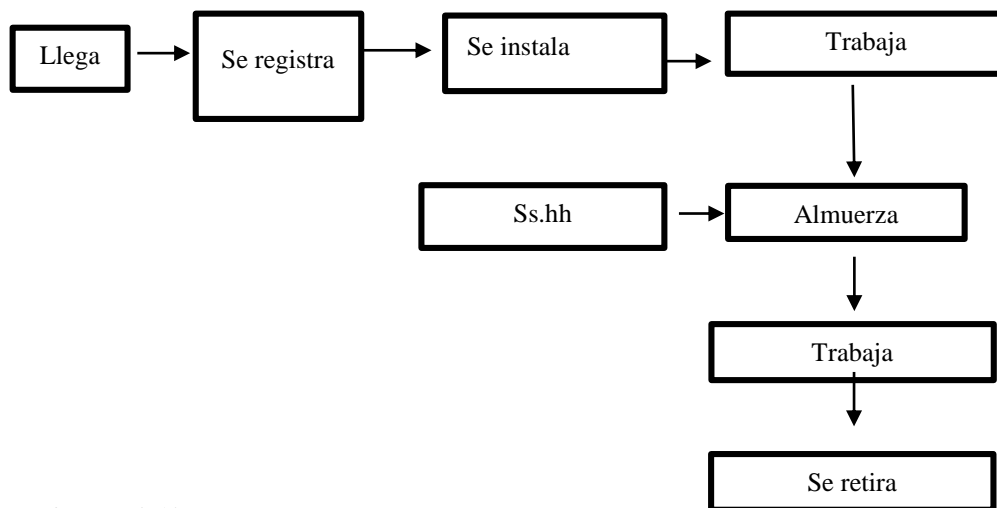 Llega
Se registra
Se instala
Trabaja
Ss.hh
Almuerza
Trabaja
Se retira